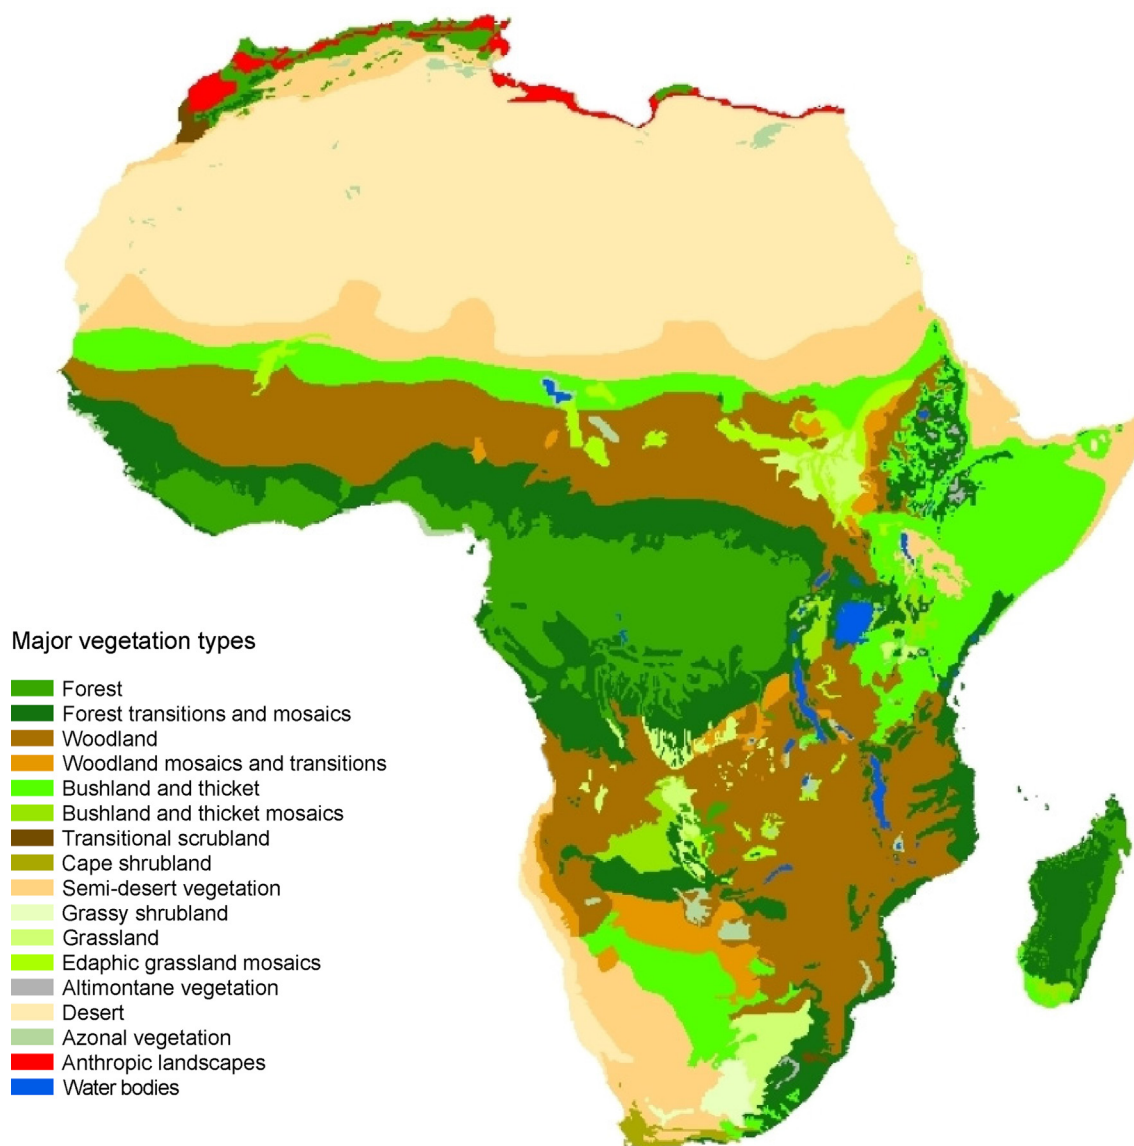 Major vegetation types
Forest
Forest transitions and mosaics
Woodland
Woodland mosaics and transitions
Bushland and thicket
Bushland and thicket mosaics
Transitional scrubland
Cape shrubland
Semi-desert vegetation
Grassy shrubland
Grassland
Edaphic grassland mosaics
Altimontane vegetation
Desert
Azonal vegetation
Anthropic landscapes
Water bodies